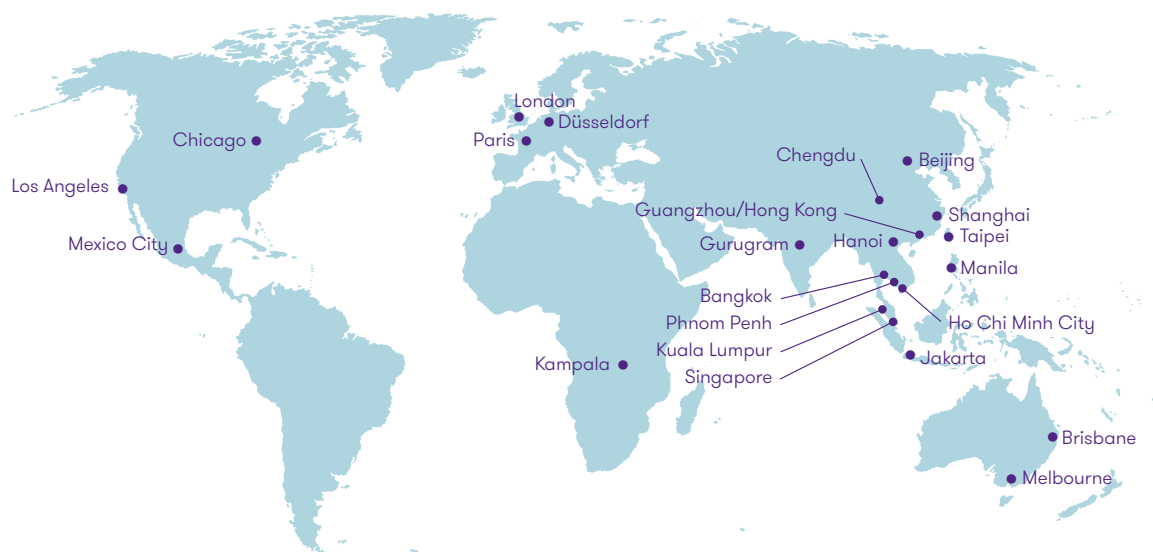 London
Düsseldorf
Chicago
Paris
Chengdu
Beijing
Los Angeles
Guangzhou/Hong Kong
Shanghai
Taipei
Mexico City
Gurugram
Hanoi
Manila
Bangkok
Phnom Penh
Ho Chi Minh City
Kuala Lumpur
Jakarta
Kampala
Singapore
Brisbane
Melbourne